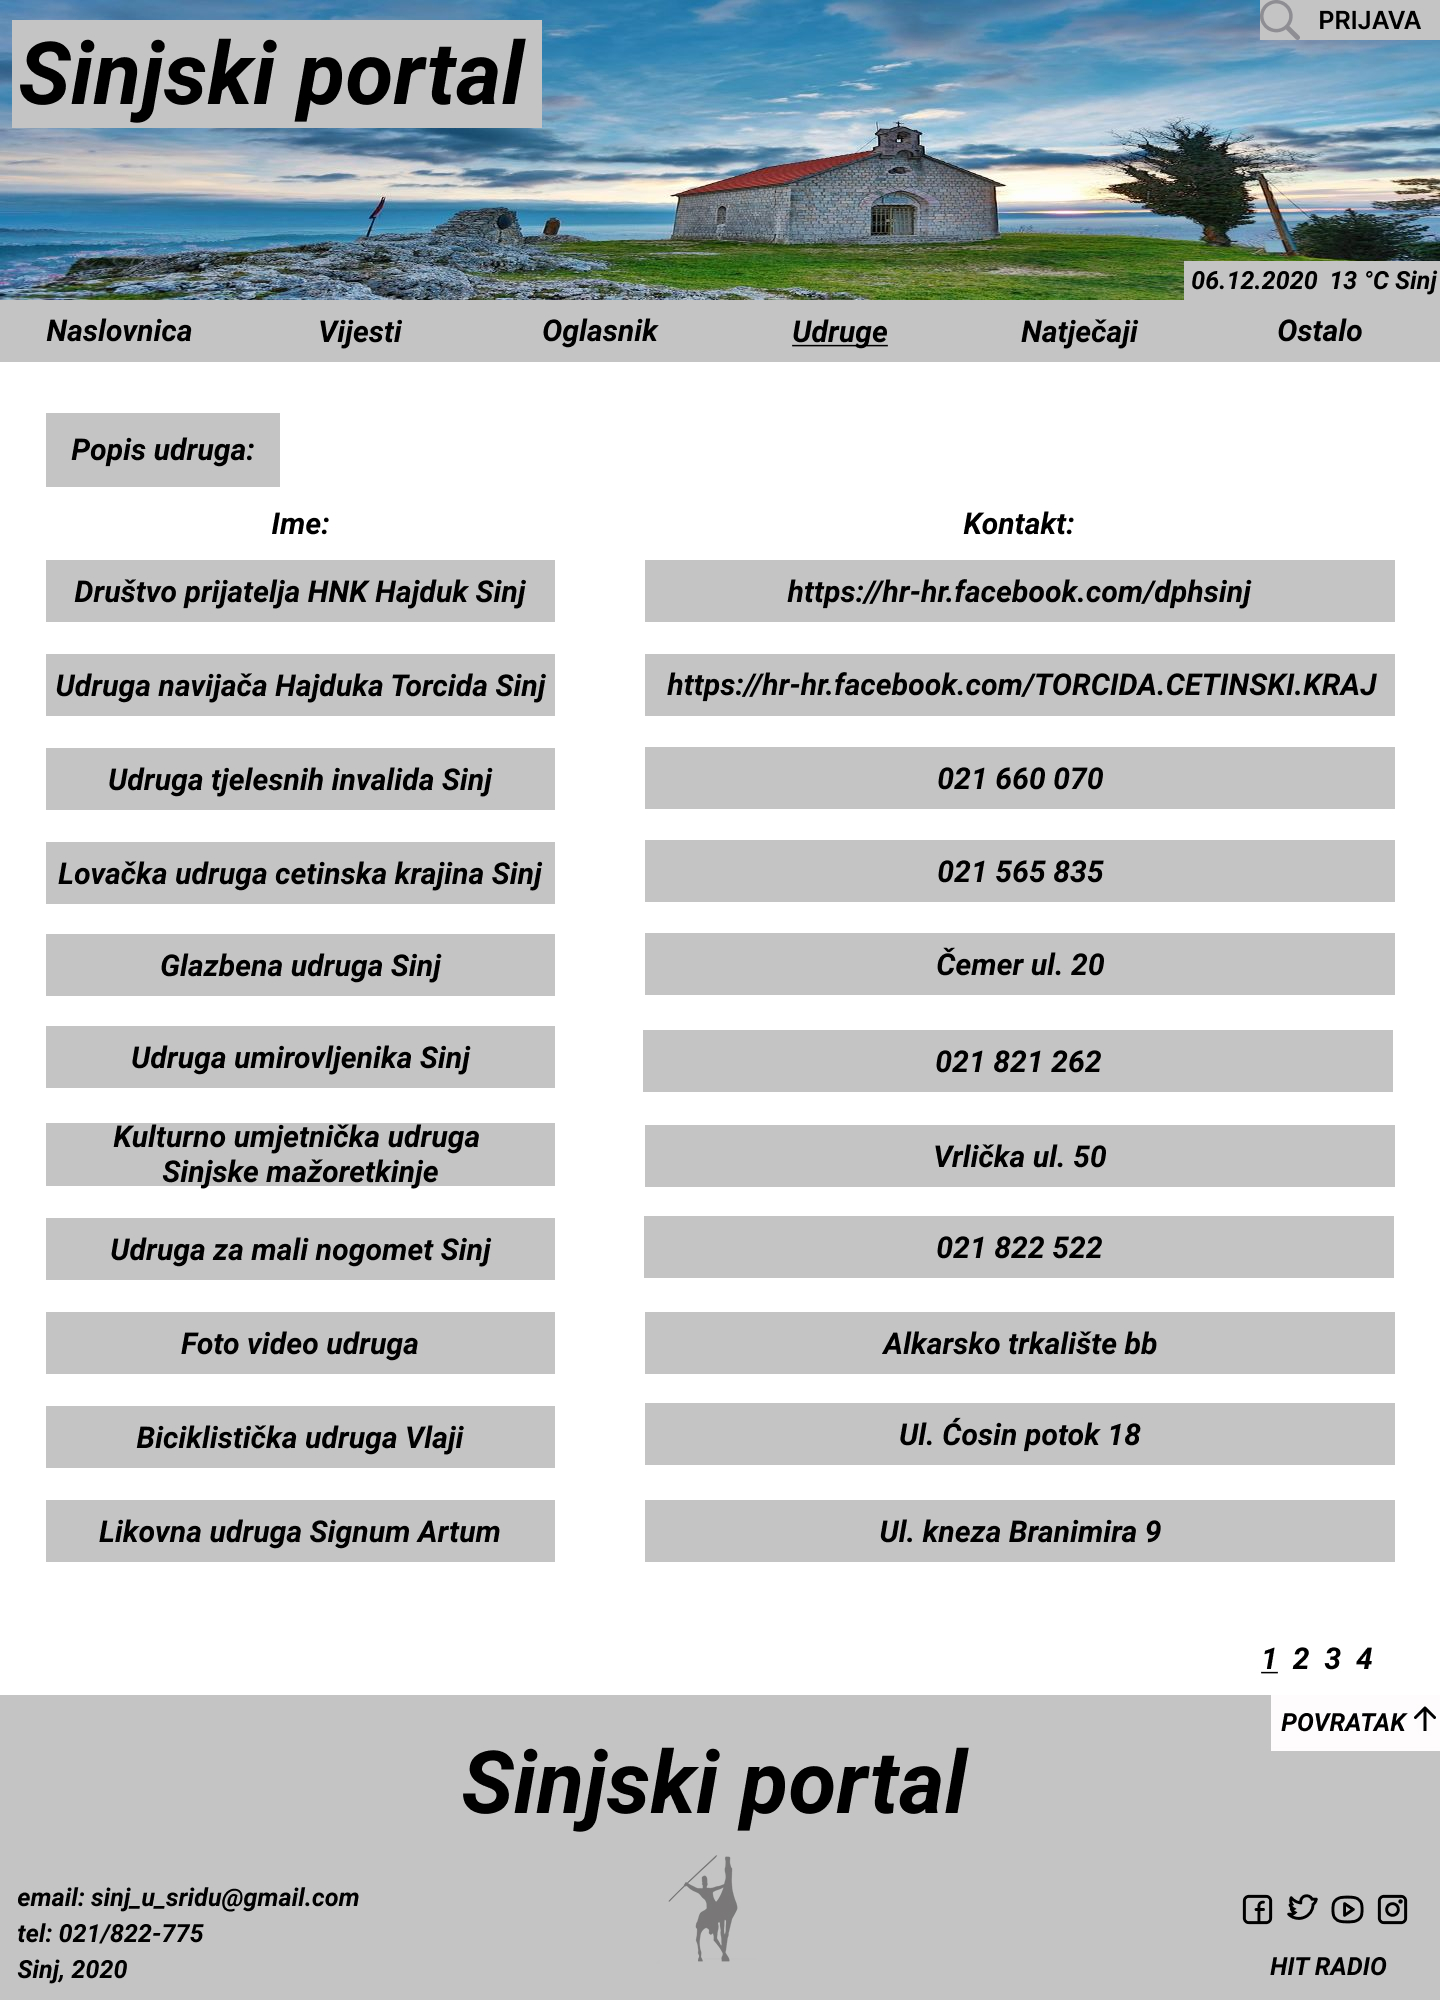 Sinjski portal
PRIJAVA
06.12.2020 13 °C Sinj
Naslovnica Vijesti Oglasnik Udruge Natječaji Ostalo
Popis udruga:
Ime: Kontakt:
Društvo prijatelja HNK Hajduk Sinj https://hr-hr.facebook.com/dphsinj
Udruga navijača Hajduka Torcida Sinj https://hr-hr.facebook.com/TORCIDA.CETINSKI.KRAJ
Udruga tjelesnih invalida Sinj 021 660 070
Lovačka udruga cetinska krajina Sinj 021 565 835
Glazbena udruga Sinj Čemer ul. 20
Udruga umirovljenika Sinj 021 821 262
Kulturno umjetnička udruga
Sinjske mažoretkinje Vrlička ul. 50
Udruga za mali nogomet Sinj 021 822 522
Foto video udruga Alkarsko trkalište bb
Biciklistička udruga Vlaji Ul. Ćosin potok 18
Likovna udruga Signum Artum Ul. kneza Branimira 9
1 2 3 4
POVRATAK
Sinjski portal
email: sinj_u_sridu@gmail.com
tel: 021/822-775
Sinj, 2020
HIT RADIO